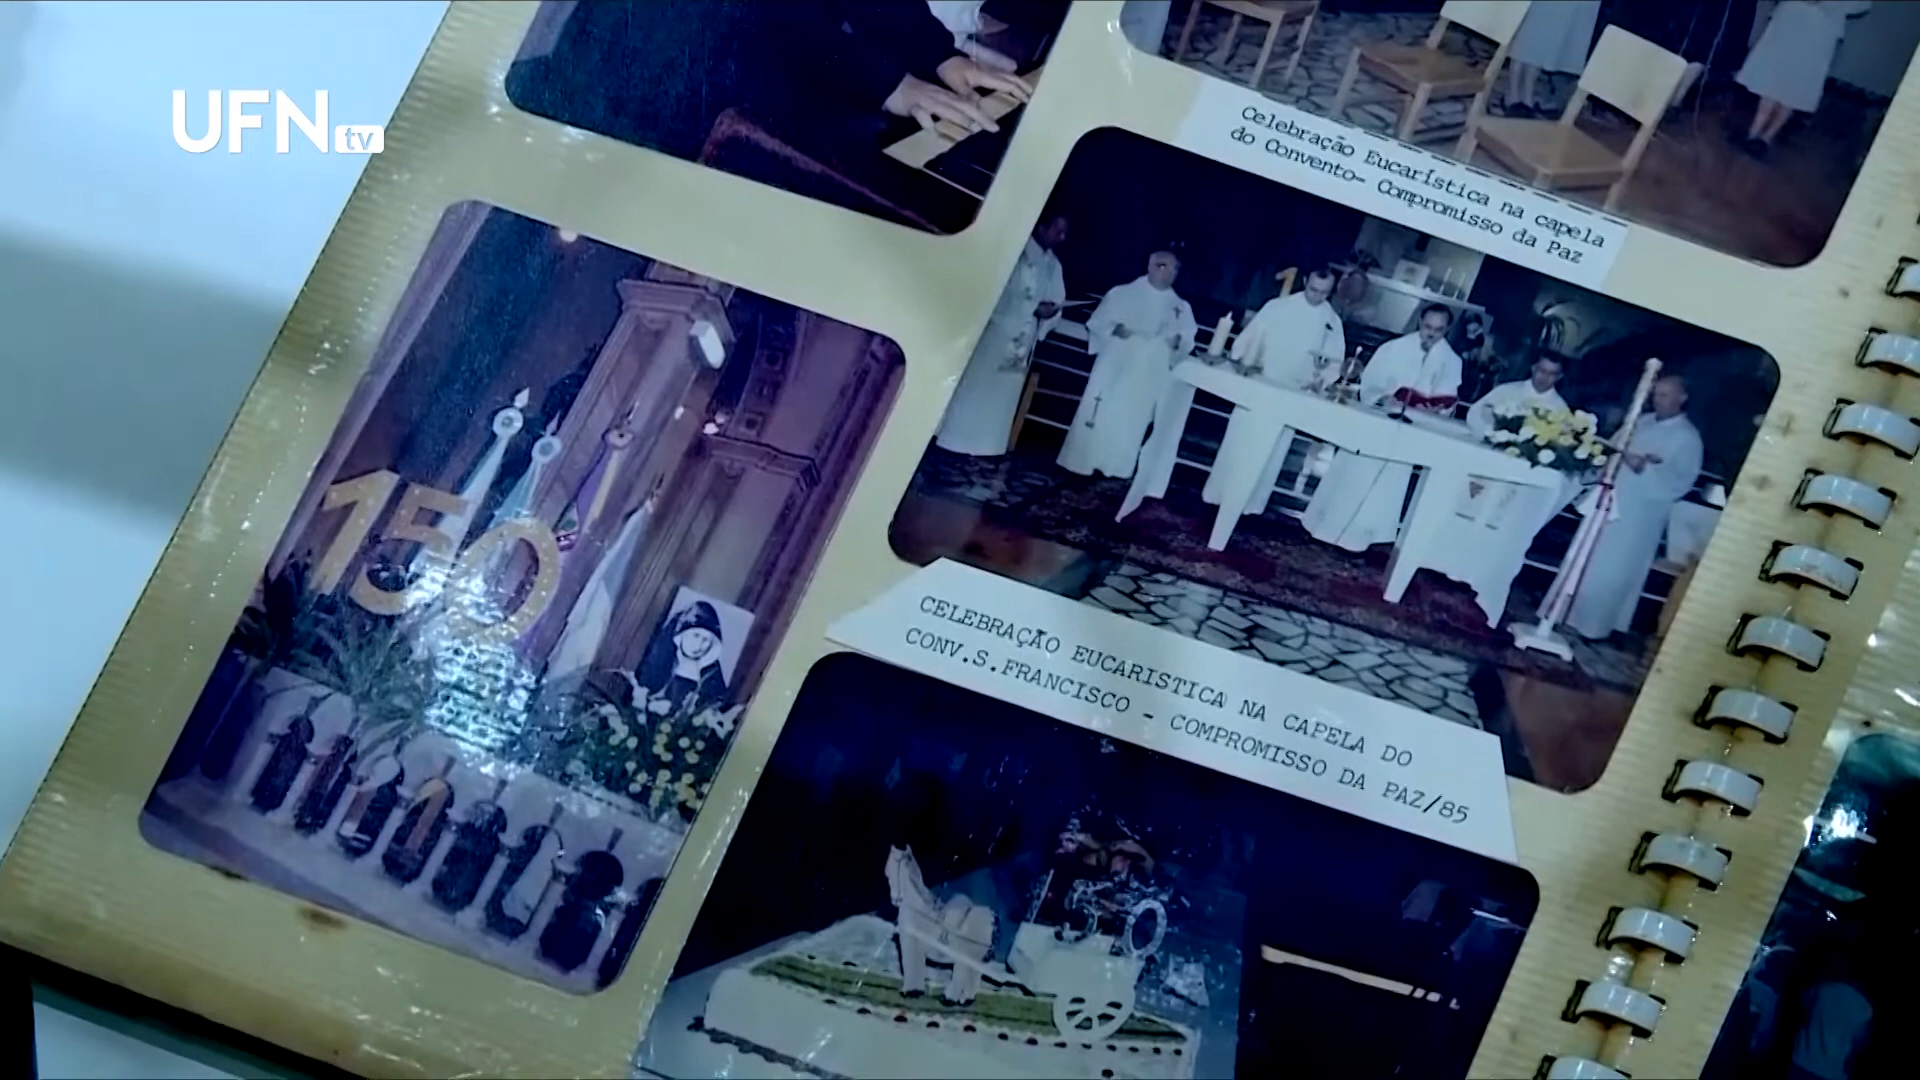 UFN tv
Celebração Eucarística na capela
do Convento- Compromisso da Paz
150
CELEBRAÇÃO EUCARISTICA NA CAPELA DO
CONV.S.FRANCISCO - COMPROMISSO DA PAZ/85